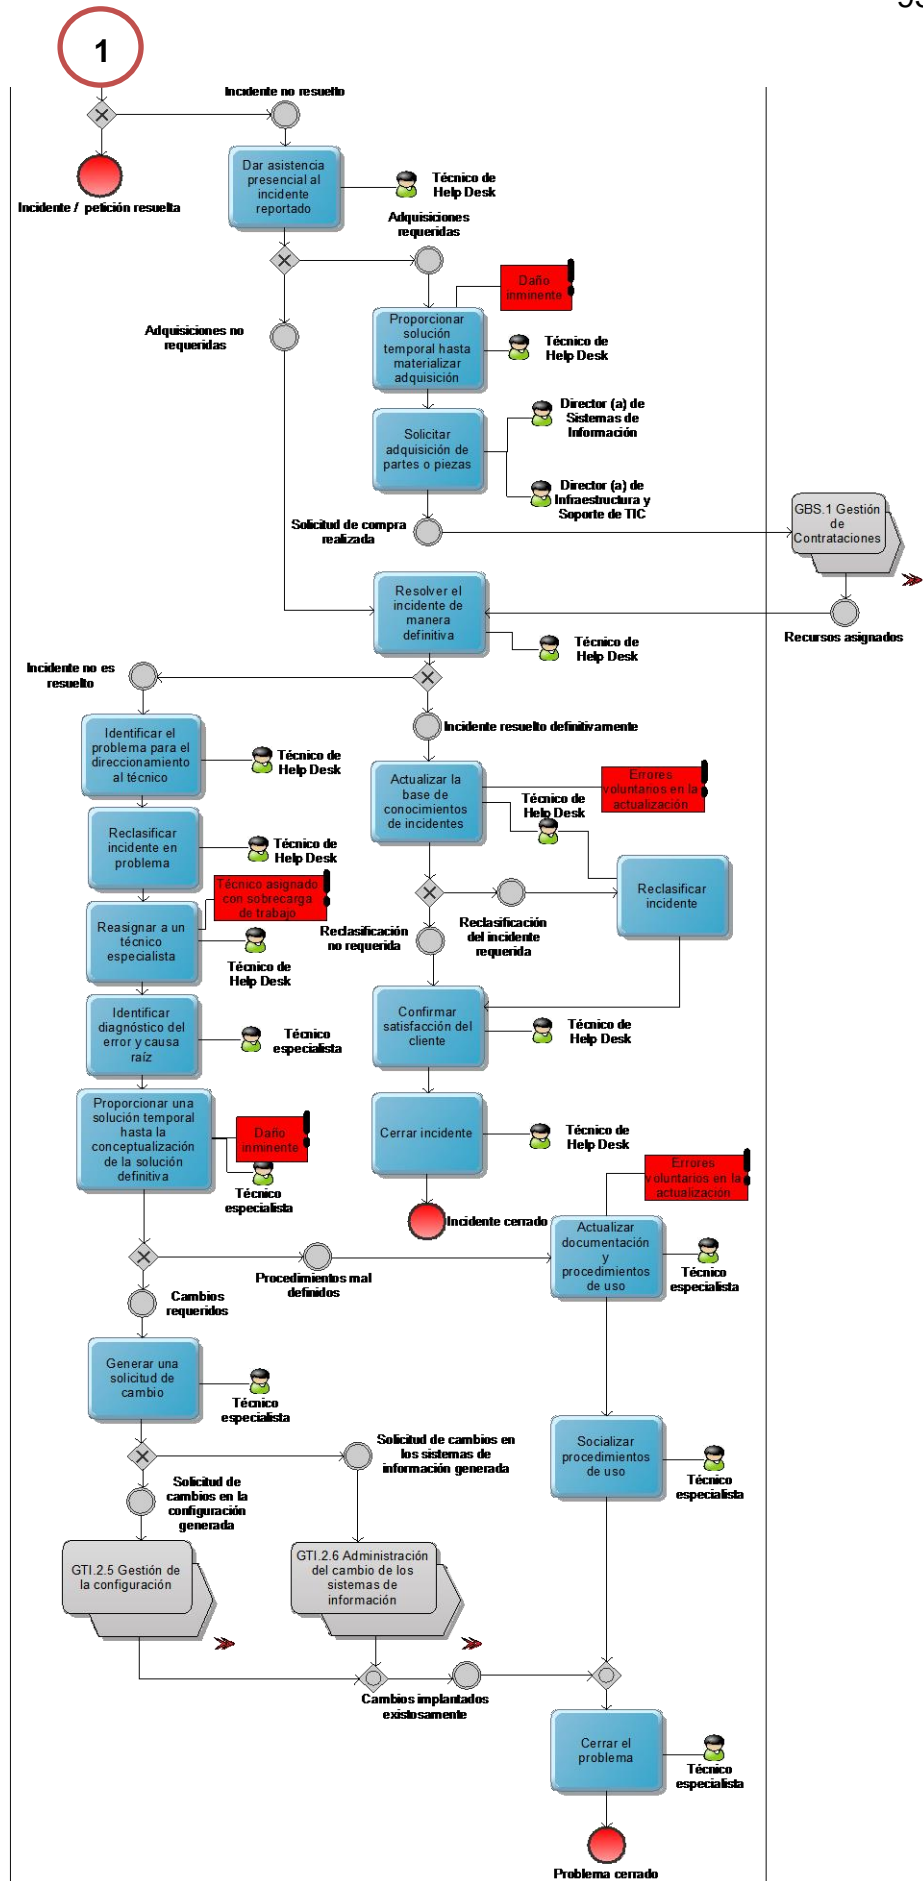 1
Incidente no resuelto
Incidente / petición resuelta
Dar asistencia
presencial al
incidente
reportado
Técnico de
Help Desk
Adquisiciones
requeridas
Daño
inminente
Adquisiciones no
requeridas
Proporcionar
solución
temporal hasta
materializar
adquisición
Técnico de
Help Desk
Director (a) de
Sistemas de
Información
Solicitar
adquisición de
partes o piezas
Director (a) de
Infraestructura y
Soporte de TIC
Solicitud de compra
realizada
GBS.1 Gestión
de
Contrataciones
Resolver el
incidente de
manera
definitiva
Técnico de
Help Desk
Recursos asignados
Incidente no es
resuelto
Incidente resuelto definitivamente
Identificar el
problema para el
direccionamiento
al técnico
Técnico de
Help Desk
Actualizar la
base de
conocimientos
de incidentes
Errores
voluntarios en la
actualización
Técnico de
Help Desk
Reclasificar
incidente en
problema
Técnico de
Help Desk
Reclasificar
incidente
Técnico asignado
con sobrecarga
de trabajo
Reclasificación
no requerida
Reclasificación
del incidente
requerida
Reasignar a un
técnico
especialista
Técnico de
Help Desk
Identificar
diagnóstico del
error y causa
raíz
Técnico
especialista
Confirmar
satisfacción del
cliente
Técnico de
Help Desk
Proporcionar una
solución temporal
hasta la
conceptualización
de la solución
definitiva
Daño
inminente
Técnico
especialista
Cerrar incidente
Técnico de
Help Desk
Incidente cerrado
Errores
voluntarios en la
actualización
Actualizar
documentación
y
procedimientos
de uso
Técnico
especialista
Procedimientos mal
definidos
Cambios
requeridos
Generar una
solicitud de
cambio
Técnico
especialista
Solicitud de cambios en
los sistemas de
información generada
Solicitud de
cambios en la
configuración
generada
Socializar
procedimientos
de uso
Técnico
especialista
GTI.2.5 Gestión de
la configuración
GTI.2.6 Administración
del cambio de los
sistemas de
información
Cambios implantados
existosamente
Cerrar el
problema
Técnico
especialista
Problema cerrado